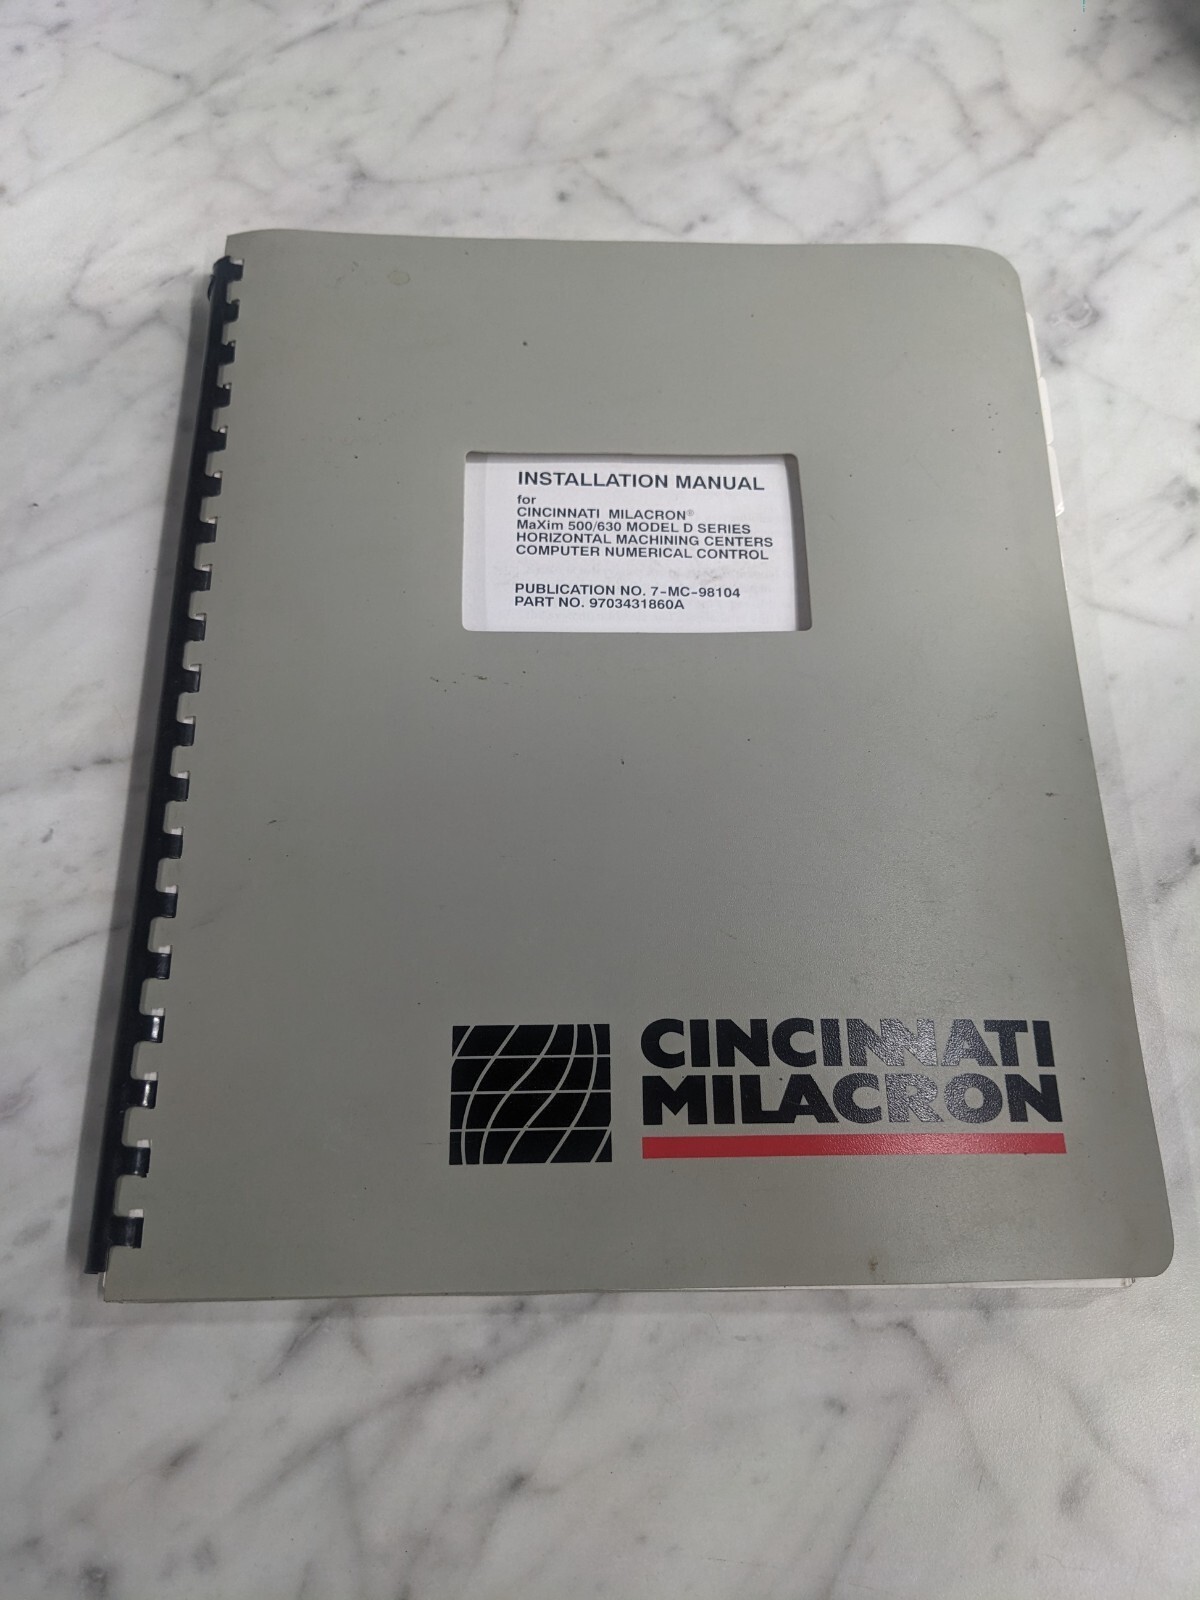 INSTALLATION MANUAL
for
CINCINNATI MILACRON®
MaXim 500/630 MODEL D SERIES
HORIZONTAL MACHINING CENTERS
COMPUTER NUMERICAL CONTROL
PUBLICATION NO. 7-MC-98104
PART NO. 9703431860A
CINCINNATI
MILACRON